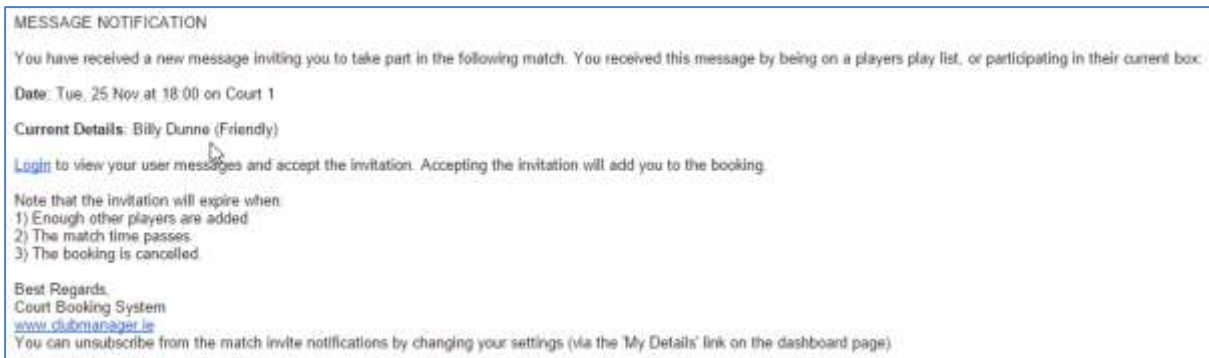 MESSAGE NOTIFICATION
You have received a new message inviting you to take part in the following match. You received this message by being on a players play list, or participating in their current box:
Date: Tue, 25 Nov at 18:00 on Court 1
Current Details: Billy Dunne (Friendly)
Login to view your user messages and accept the invitation. Accepting the invitation will add you to the booking.
Note that the invitation will expire when:
1) Enough other players are added
2) The match time passes.
3) The booking is cancelled.
Best Regards,
Court Booking System
www.clubmanager.ie
You can unsubscribe from the match invite notifications by changing your settings (via the 'My Details' link on the dashboard page)